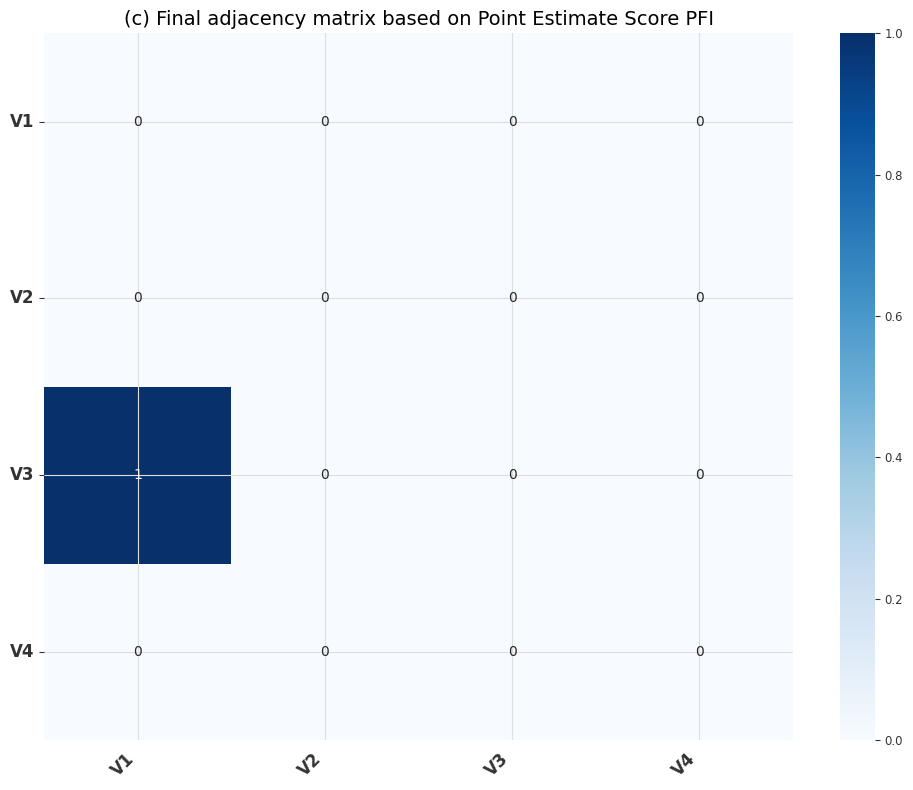 (c) Final adjacency matrix based on Point Estimate Score PFI
1.0
V1 0 0 0 0
0.8
V2 0 0 0 0
0.6
0.4
V3 1 0 0 0
0.2
V4 0 0 0 0
0.0
V1 V2 V3 V4